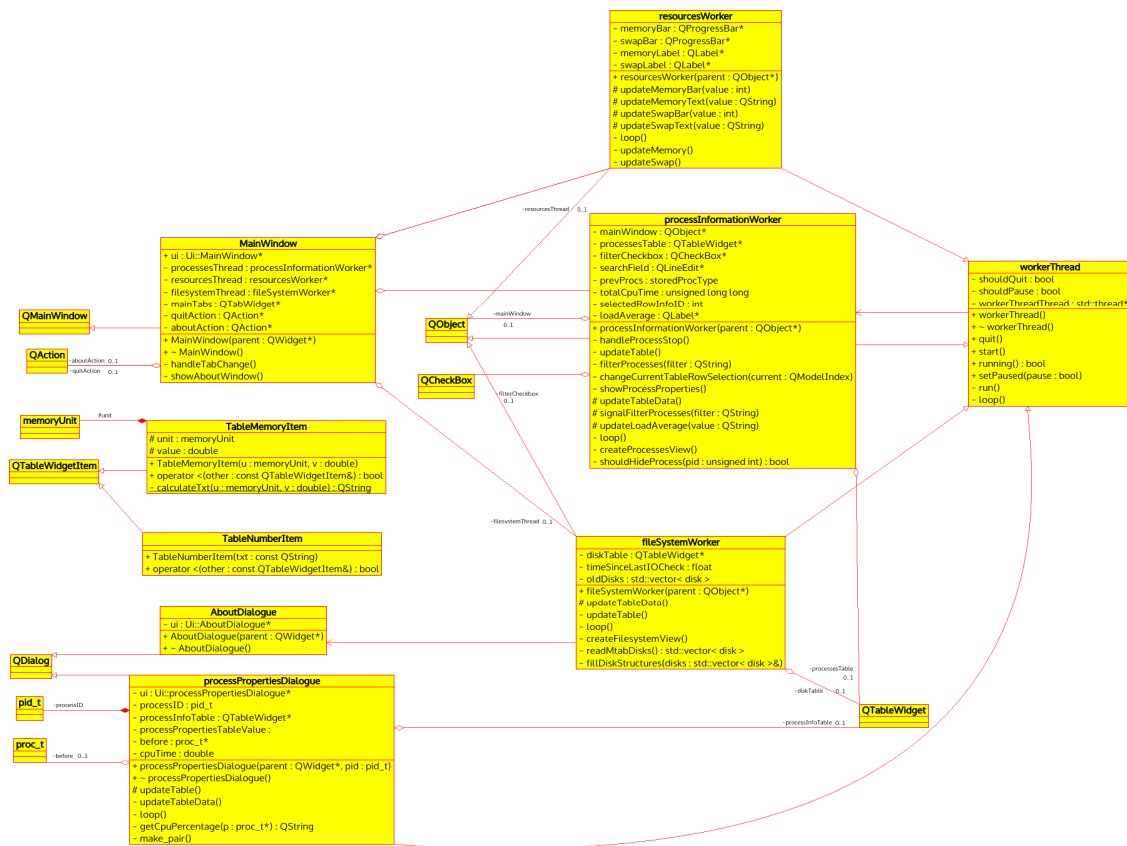 resourcesWorker
- memoryBar : QProgressBar*
- swapBar : QProgressBar*
- memoryLabel : QLabel*
- swapLabel : QLabel*
+ resourcesWorker(parent : QObject*)
# updateMemoryBar(value : int)
# updateMemoryText(value : QString)
# updateSwapBar(value : int)
# updateSwapText(value : QString)
- loop()
- updateMemory()
- updateSwap()
-resourcesThread 0..1
MainWindow
+ ui : Ui::MainWindow*
- processesThread : processInformationWorker*
- resourcesThread : resourcesWorker*
- filesystemThread : fileSystemWorker*
- mainTabs : QTabWidget*
- quitAction : QAction*
- aboutAction : QAction*
+ MainWindow(parent : QWidget*)
+ ~ MainWindow()
- handleTabChange()
- showAboutWindow()
processInformationWorker
- mainWindow : QObject*
- processesTable : QTableWidget*
- filterCheckbox : QCheckBox*
- searchField : QLineEdit*
- prevProcs : storedProcType
- totalCpuTime : unsigned long long
- selectedRowInfoID : int
- loadAverage : QLabel*
+ processInformationWorker(parent : QObject*)
- handleProcessStop()
- updateTable()
- filterProcesses(filter : QString)
- changeCurrentTableRowSelection(current : QModelIndex)
- showProcessProperties()
# updateTableData()
# signalFilterProcesses(filter : QString)
# updateLoadAverage(value : QString)
- loop()
- createProcessesView()
- shouldHideProcess(pid : unsigned int) : bool
workerThread
- shouldQuit : bool
- shouldPause : bool
- workerThreadThread : std::thread*
+ workerThread()
+ ~ workerThread()
+ quit()
+ start()
+ running() : bool
+ setPaused(pause : bool)
- run()
- loop()
QMainWindow
QAction
-aboutAction 0..1
-quitAction 0..1
QObject
-mainWindow
0..1
QCheckBox
-filterCheckbox
0..1
memoryUnit
#unit
TableMemoryItem
# unit : memoryUnit
# value : double
+ TableMemoryItem(u : memoryUnit, v : double)
+ operator <(other : const QTableWidgetItem&) : bool
- calculateTxt(u : memoryUnit, v : double) : QString
QTableWidgetItem
TableNumberItem
+ TableNumberItem(txt : const QString)
+ operator <(other : const QTableWidgetItem&) : bool
-filesystemThread 0..1
fileSystemWorker
- diskTable : QTableWidget*
- timeSinceLastIOCheck : float
- oldDisks : std::vector< disk >
+ fileSystemWorker(parent : QObject*)
# updateTableData()
- updateTable()
- loop()
- createFilesystemView()
- readMtabDisks() : std::vector< disk >
- fillDiskStructures(disks : std::vector< disk >&)
AboutDialogue
- ui : Ui::AboutDialogue*
+ AboutDialogue(parent : QWidget*)
+ ~ AboutDialogue()
QDialog
processPropertiesDialogue
- ui : Ui::processPropertiesDialogue*
- processID : pid_t
- processInfoTable : QTableWidget*
- processPropertiesTableValue :
- before : proc_t*
- cpuTime : double
+ processPropertiesDialogue(parent : QWidget*, pid : pid_t)
+ ~ processPropertiesDialogue()
# updateTable()
- updateTableData()
- loop()
- getCpuPercentage(p : proc_t*) : QString
- make_pair()
pid_t
-processID
proc_t
-before 0..1
-processesTable
0..1
-diskTable 0..1
QTableWidget
-processInfoTable 0..1